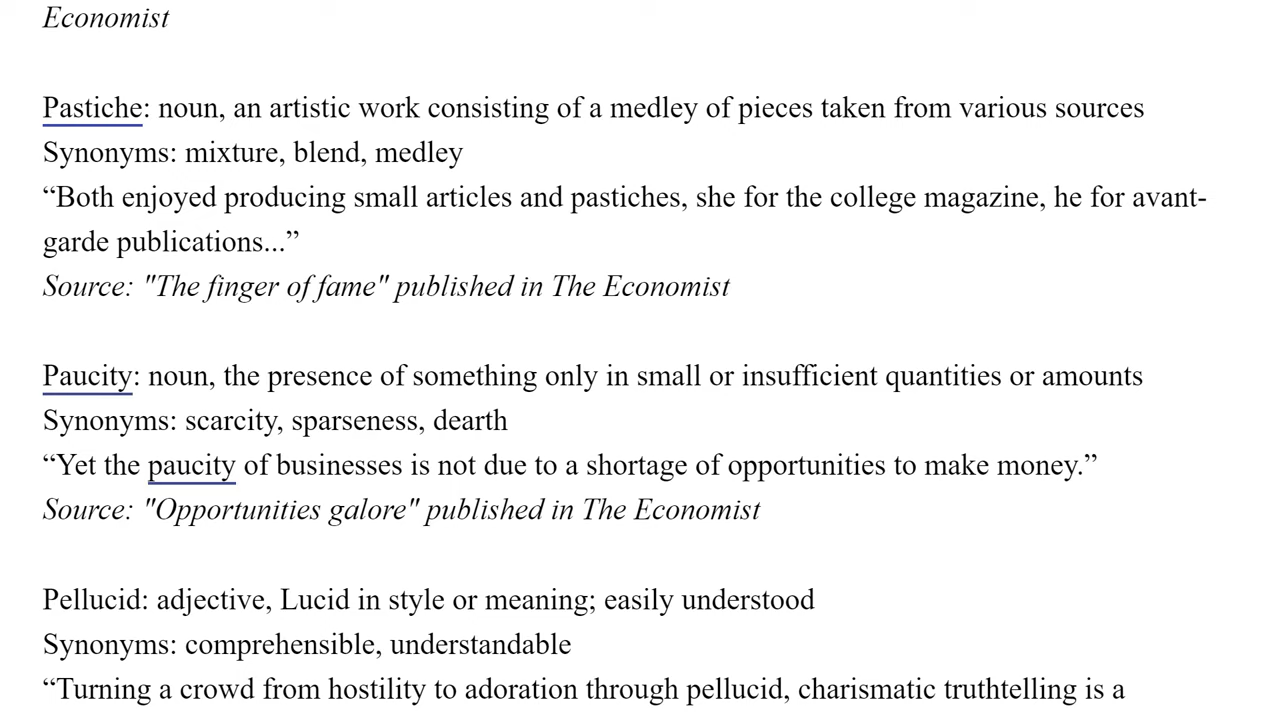 Economist
Pastiche: noun, an artistic work consisting of a medley of pieces taken from various sources
Synonyms: mixture, blend, medley
“Both enjoyed producing small articles and pastiches, she for the college magazine, he for avant-
garde publications...”
Source: "The finger of fame" published in The Economist
Paucity: noun, the presence of something only in small or insufficient quantities or amounts
Synonyms: scarcity, sparseness, dearth
“Yet the paucity of businesses is not due to a shortage of opportunities to make money.”
Source: "Opportunities galore" published in The Economist
Pellucid: adjective, Lucid in style or meaning; easily understood
Synonyms: comprehensible, understandable
“Turning a crowd from hostility to adoration through pellucid, charismatic truthtelling is a